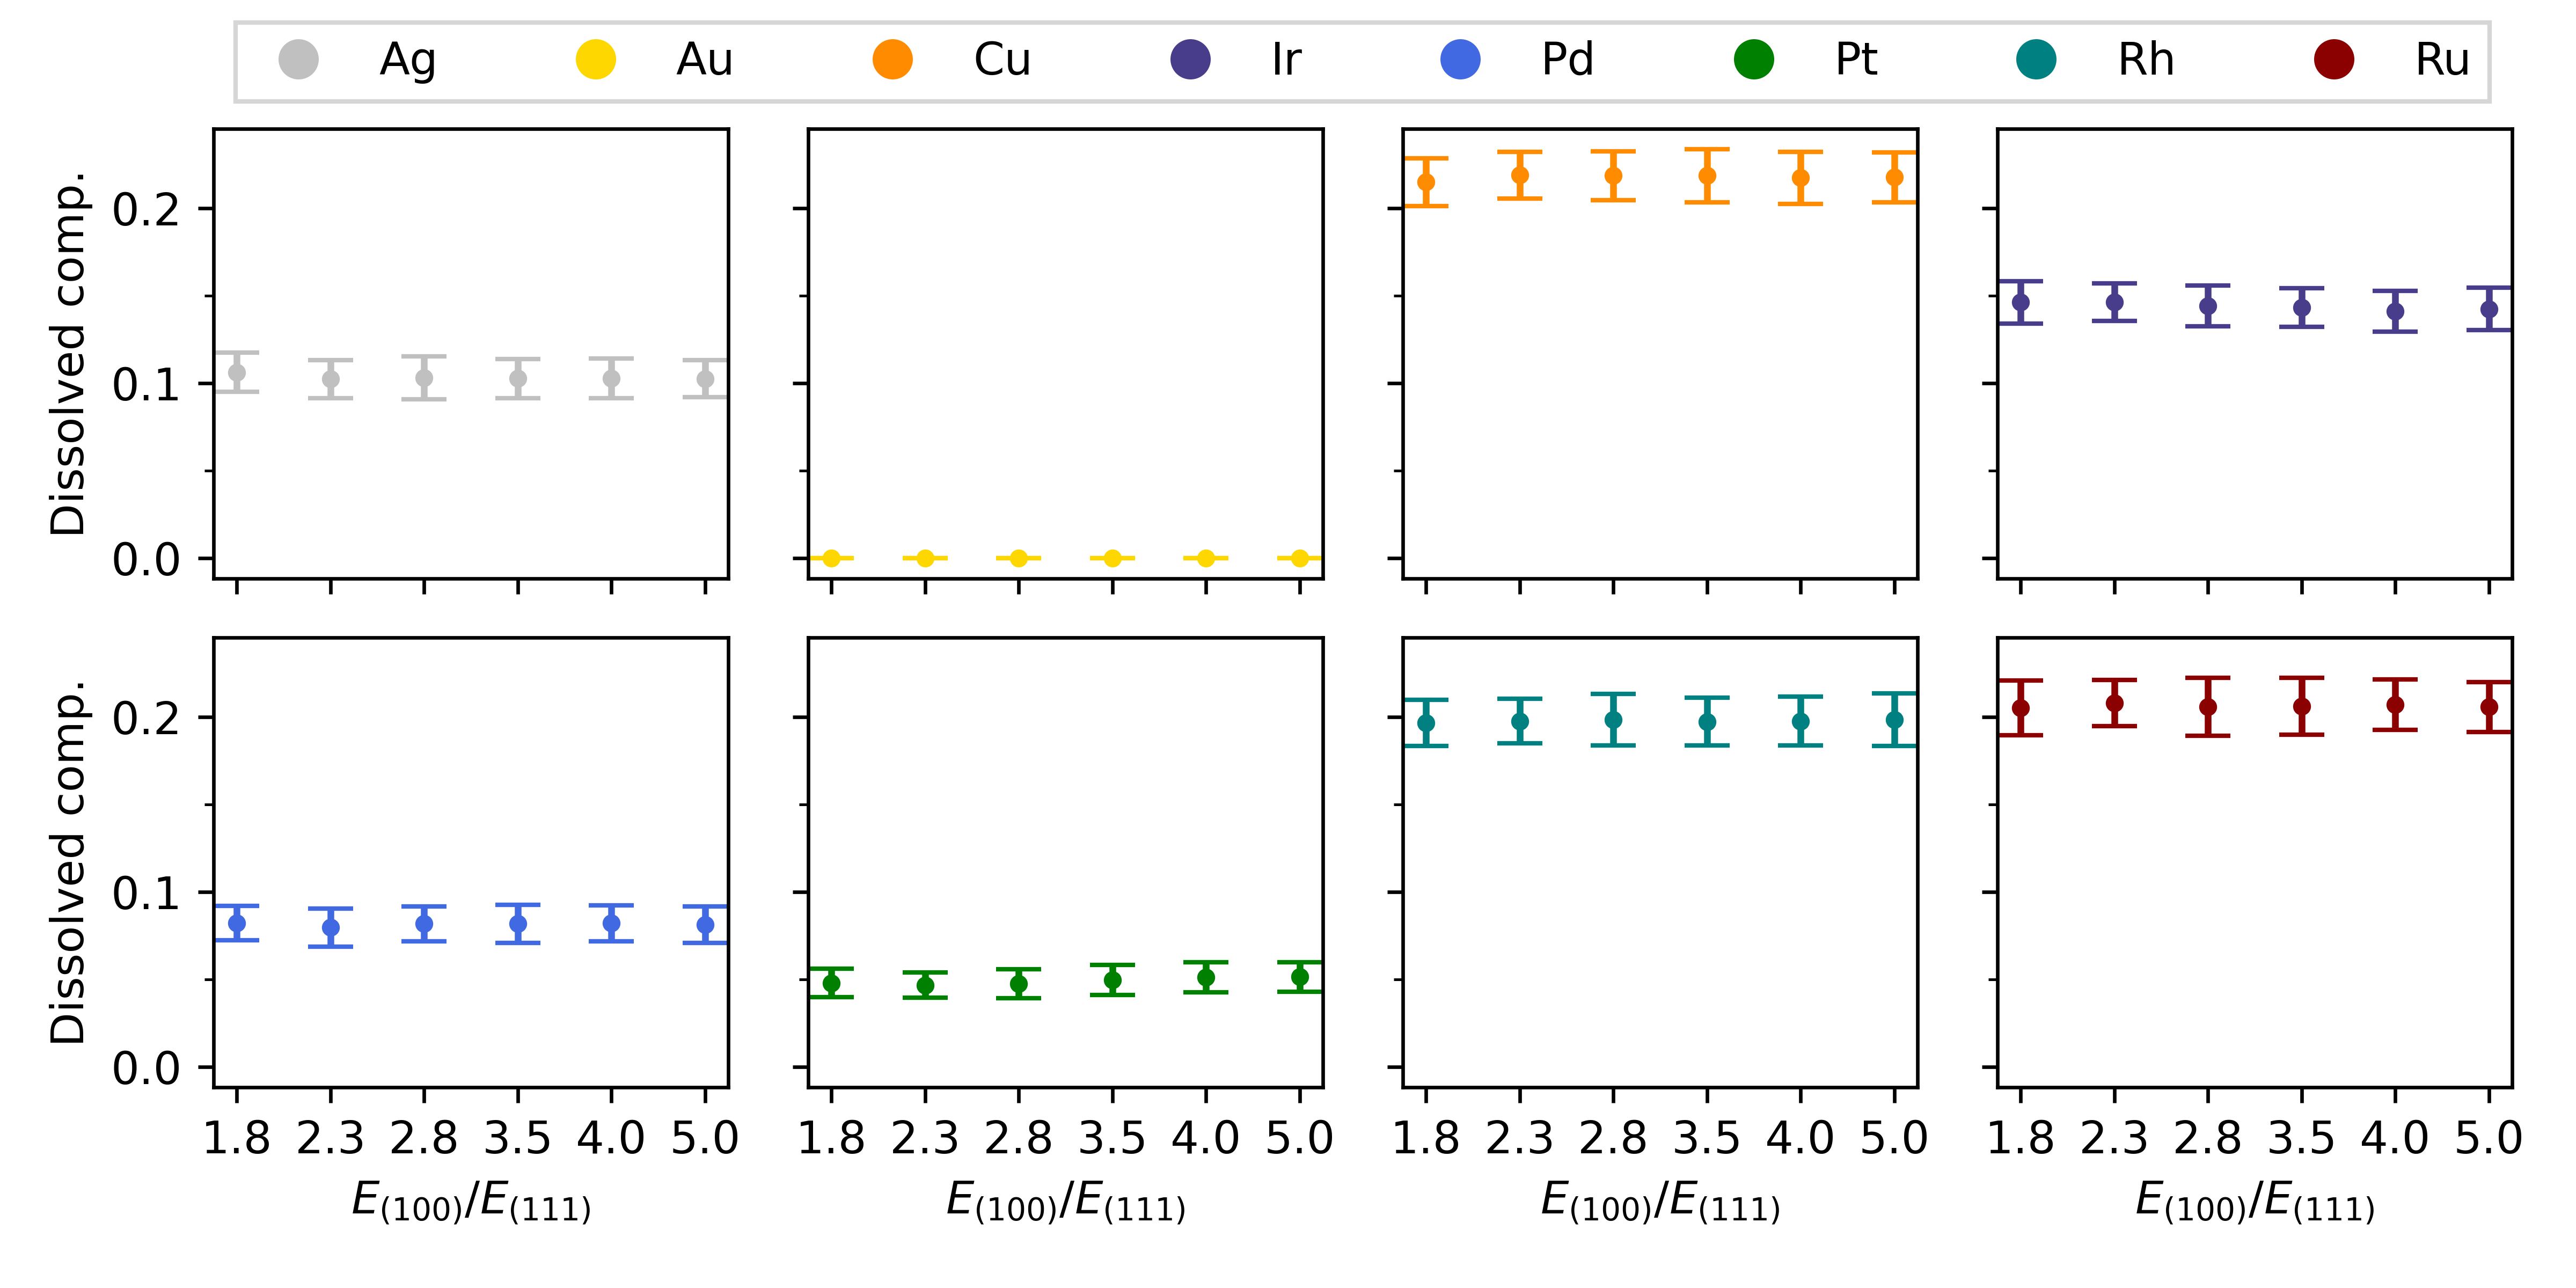 Ag Au Cu Ir Pd Pt Rh Ru
Dissolved comp.
0.2
0.1
0.0
Dissolved comp.
0.2
0.1
0.0
1.8 2.3 2.8 3.5 4.0 5.0 1.8 2.3 2.8 3.5 4.0 5.0 1.8 2.3 2.8 3.5 4.0 5.0 1.8 2.3 2.8 3.5 4.0 5.0
E(100)/E(111) E(100)/E(111) E(100)/E(111) E(100)/E(111)